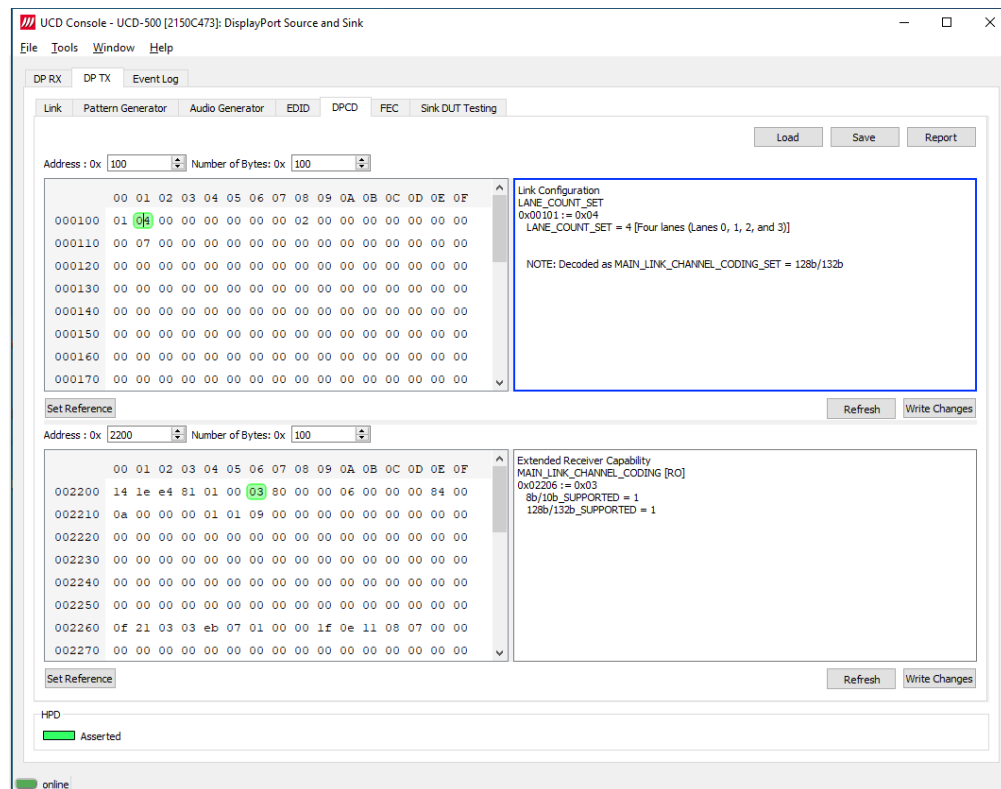 UCD Console - UCD-500 [2150C473]: DisplayPort Source and Sink
File Tools Window Help
DP RX DP TX Event Log
Link Pattern Generator Audio Generator EDID DPCD FEC Sink DUT Testing
Load Save Report
Address : 0x 100 Number of Bytes: 0x 100
00 01 02 03 04 05 06 07 08 09 0A 0B 0C 0D 0E 0F
000100 01 04 00 00 00 00 00 00 02 00 00 00 00 00 00 00
000110 00 07 00 00 00 00 00 00 00 00 00 00 00 00 00 00
000120 00 00 00 00 00 00 00 00 00 00 00 00 00 00 00 00
000130 00 00 00 00 00 00 00 00 00 00 00 00 00 00 00 00
000140 00 00 00 00 00 00 00 00 00 00 00 00 00 00 00 00
000150 00 00 00 00 00 00 00 00 00 00 00 00 00 00 00 00
000160 00 00 00 00 00 00 00 00 00 00 00 00 00 00 00 00
000170 00 00 00 00 00 00 00 00 00 00 00 00 00 00 00 00
Link Configuration
LANE_COUNT_SET
0x00101 := 0x04
LANE_COUNT_SET = 4 [Four lanes (Lanes 0, 1, 2, and 3)]
NOTE: Decoded as MAIN_LINK_CHANNEL_CODING_SET = 128b/132b
Set Reference Refresh Write Changes
Address : 0x 2200 Number of Bytes: 0x 100
00 01 02 03 04 05 06 07 08 09 0A 0B 0C 0D 0E 0F
002200 14 1e e4 81 01 00 03 80 00 00 06 00 00 00 84 00
002210 0a 00 00 00 01 01 09 00 00 00 00 00 00 00 00 00
002220 00 00 00 00 00 00 00 00 00 00 00 00 00 00 00 00
002230 00 00 00 00 00 00 00 00 00 00 00 00 00 00 00 00
002240 00 00 00 00 00 00 00 00 00 00 00 00 00 00 00 00
002250 00 00 00 00 00 00 00 00 00 00 00 00 00 00 00 00
002260 0f 21 03 03 eb 07 01 00 00 1f 0e 11 08 07 00 00
002270 00 00 00 00 00 00 00 00 00 00 00 00 00 00 00 00
Extended Receiver Capability
MAIN_LINK_CHANNEL_CODING [RO]
0x02206 := 0x03
8b/10b_SUPPORTED = 1
128b/132b_SUPPORTED = 1
Set Reference Refresh Write Changes
HPD
Asserted
online